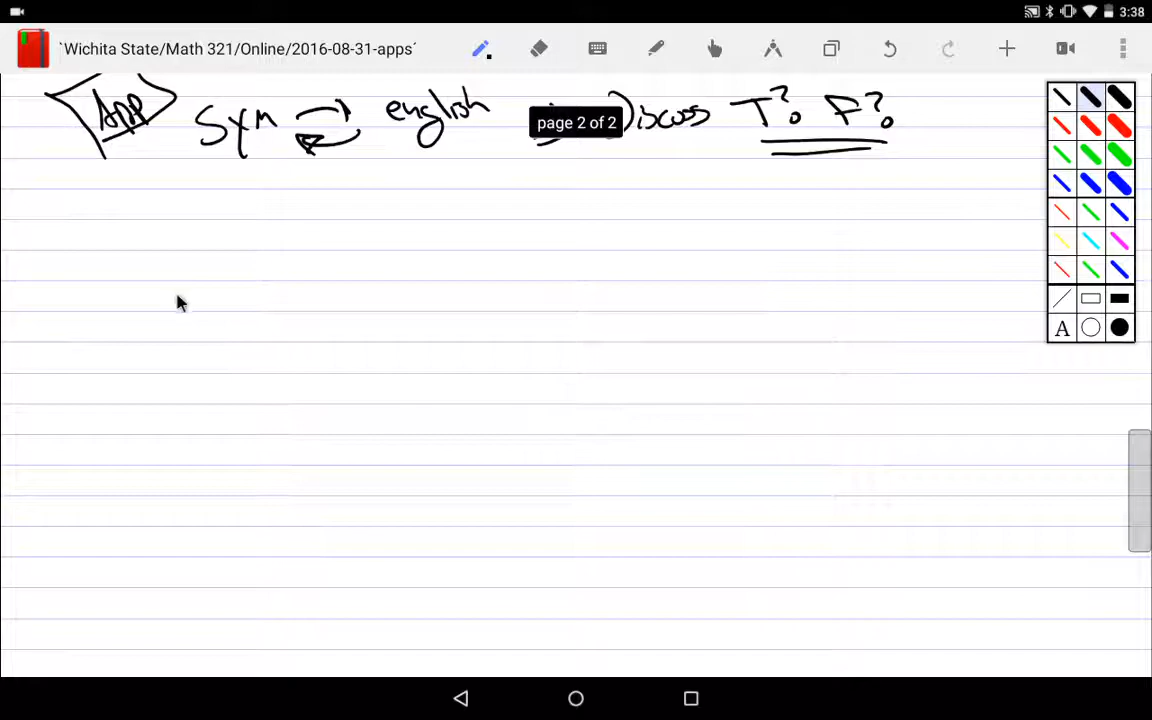 3:38
`Wichita State/Math 321/Online/2016-08-31-apps´
App Sym english Discuss T? F?
page 2 of 2
A